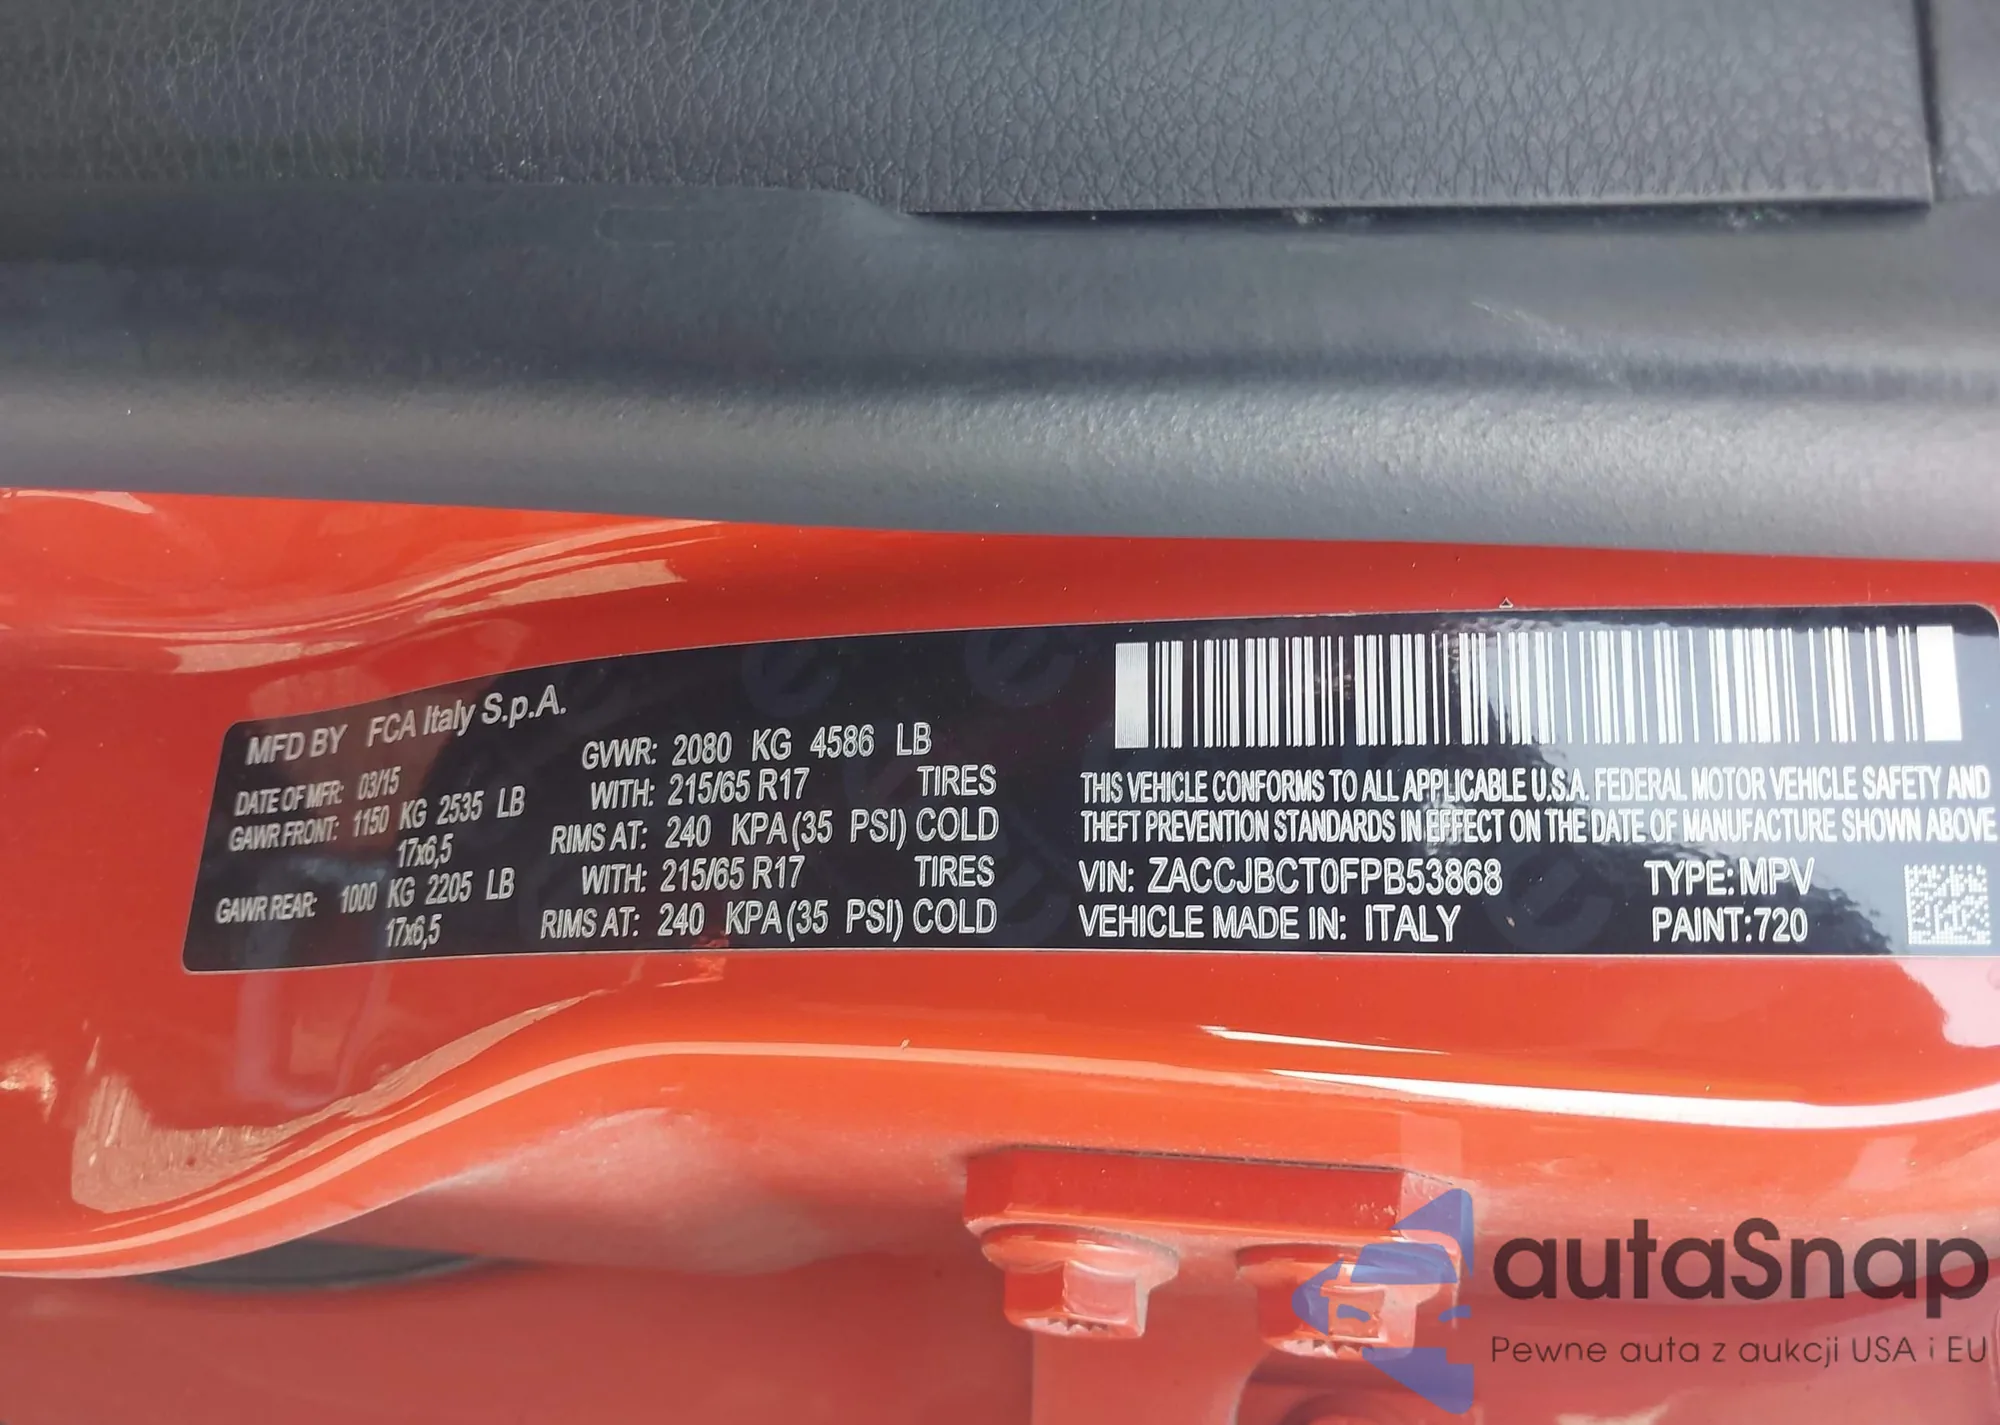 MFD BY FCA Italy S.p.A.
DATE OF MFR: 03/15
GAWR FRONT: 1150 KG 2535 LB
17x6,5
GAWR REAR: 1000 KG 2205 LB
17x6,5
GVWR: 2080 KG 4586 LB
WITH: 215/65 R17 TIRES
RIMS AT: 240 KPA(35 PSI) COLD
WITH: 215/65 R17 TIRES
RIMS AT: 240 KPA(35 PSI) COLD
THIS VEHICLE CONFORMS TO ALL APPLICABLE U.S.A. FEDERAL MOTOR VEHICLE SAFETY AND
THEFT PREVENTION STANDARDS IN EFFECT ON THE DATE OF MANUFACTURE SHOWN ABOVE
VIN: ZACCJBCT0FPB53868 TYPE: MPV
VEHICLE MADE IN: ITALY PAINT:720
autaSnap
Pewne auta z aukcji USA i EU